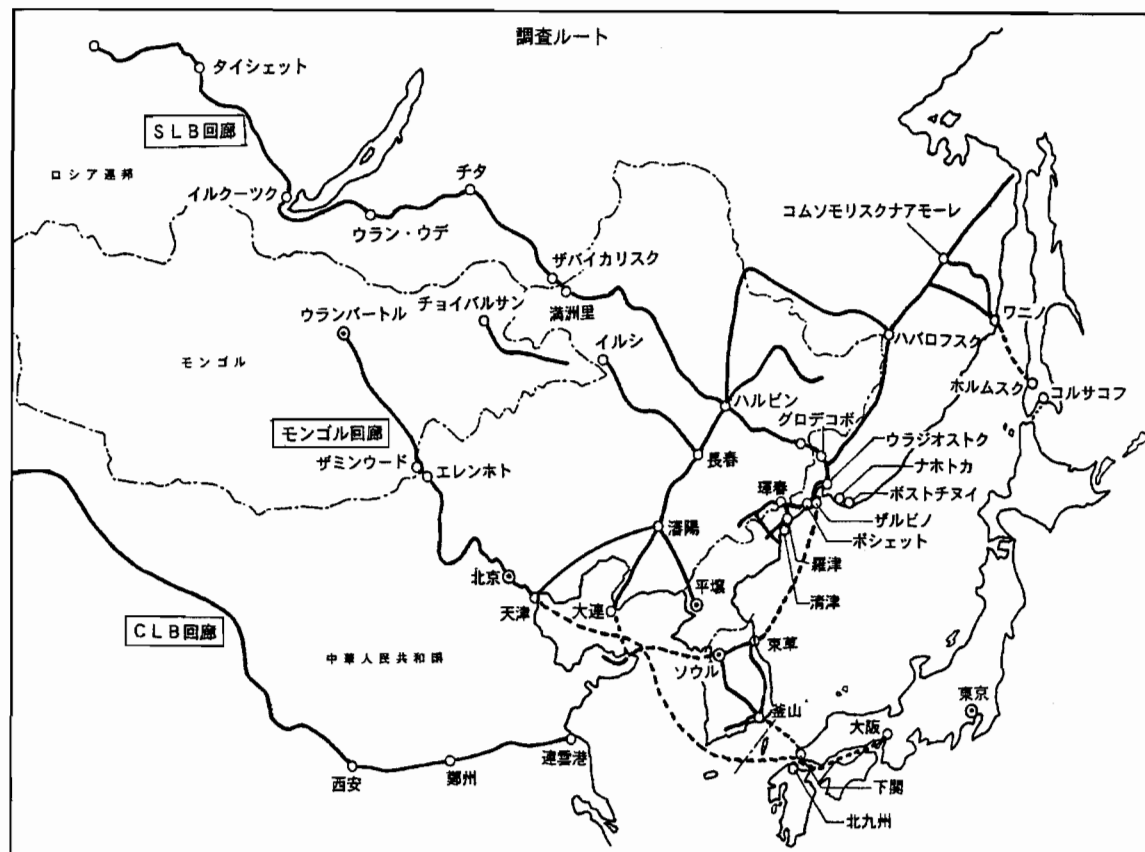 調査ルート
タイシェット
SLB回廊
ロシア連邦
イルクーツク
チタ
ウラン・ウデ
コムソモリスクナアモーレ
ザバイカリスク
満洲里
チョイバルサン
ウランバートル
イルシ
ワニノ
ハバロフスク
モンゴル
ホルムスク
コルサコフ
ハルビン
グロデコボ
モンゴル回廊
ザミンウード
エレンホト
長春
ウラジオストク
ナホトカ
ボストチヌイ
琿春
ザルビノ
ポシェット
瀋陽
羅津
清津
北京
天津
大連
平壌
CLB回廊
中華人民共和国
ソウル
束草
釜山
東京
大阪
連雲港
西安
鄭州
下関
北九州